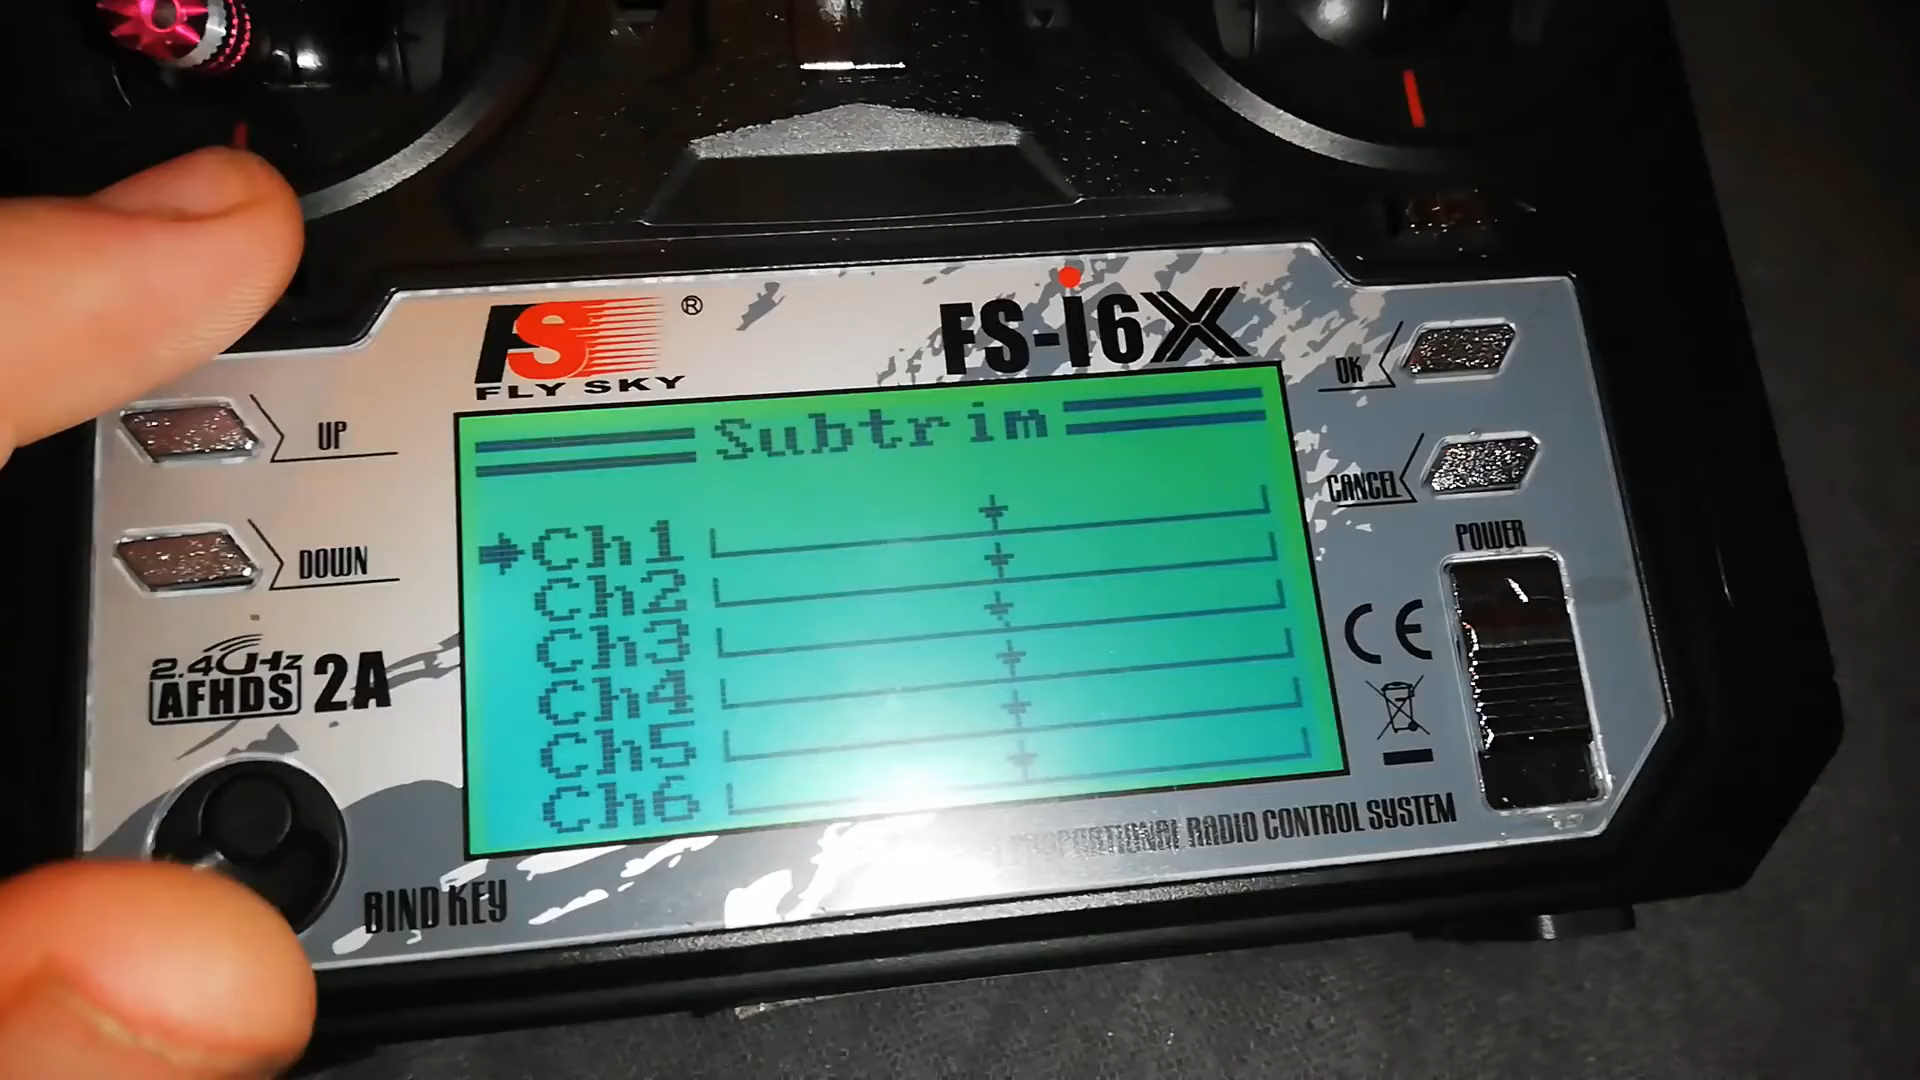 FS ®
FLY SKY
FS-i6X
OK
UP
Subtrim
CANCEL
POWER
DOWN
Ch1
Ch2
Ch3
Ch4
Ch5
Ch6
CE
2.4GHz
AFHDS 2A
PROPORTIONAL RADIO CONTROL SYSTEM
BIND KEY